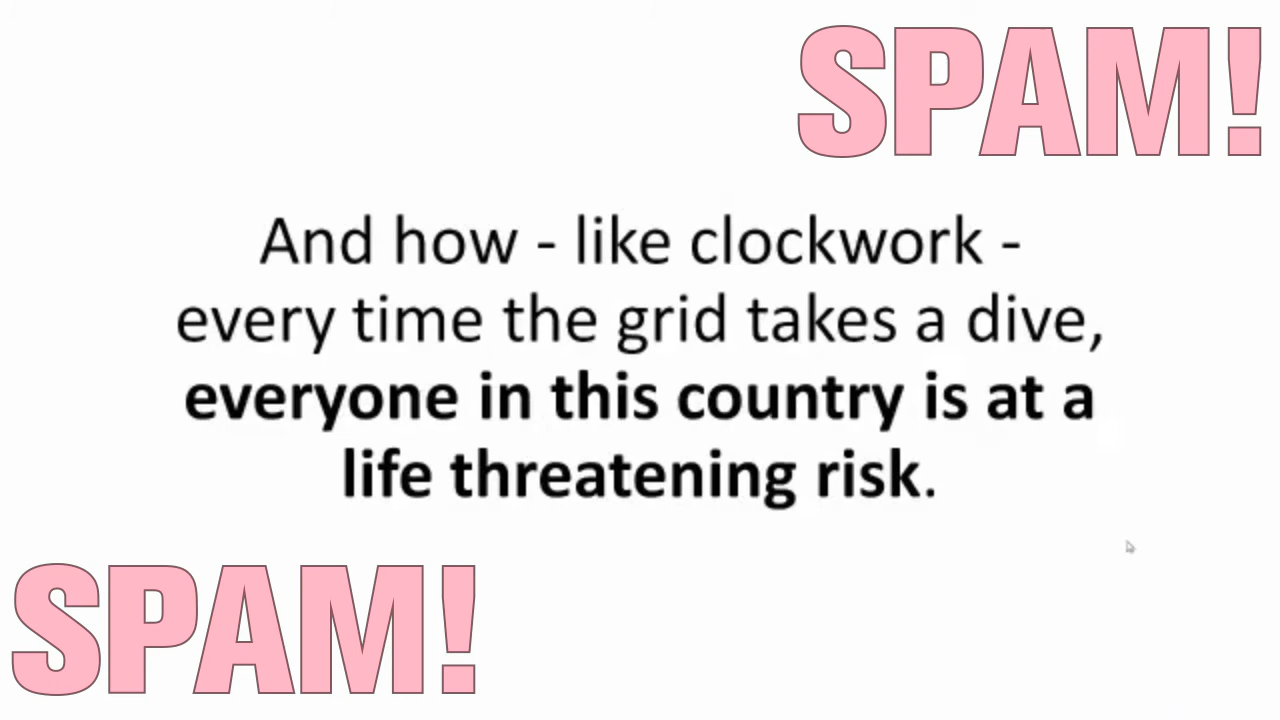 SPAM!
And how - like clockwork -
every time the grid takes a dive,
everyone in this country is at a
life threatening risk.
SPAM!